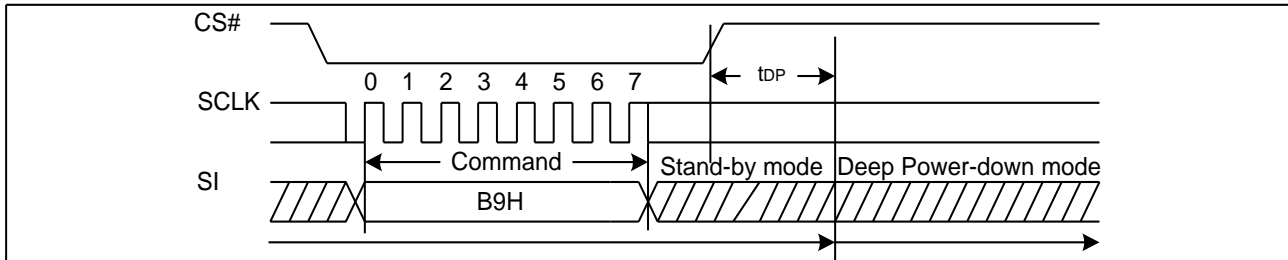 CS#
tDP
0 1 2 3 4 5 6 7
SCLK
Command
Stand-by mode Deep Power-down mode
SI
B9H